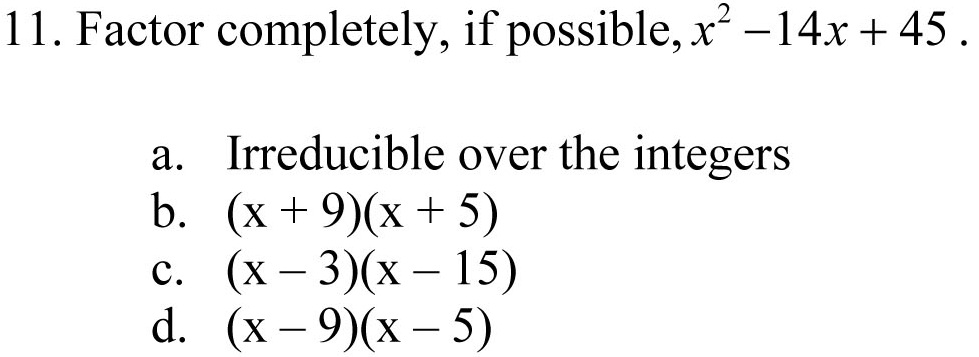 11. Factor completely, if possible, x² –14x + 45 .
a. Irreducible over the integers
b. (x + 9)(x + 5)
c. (x – 3)(x – 15)
d. (x – 9)(x – 5)